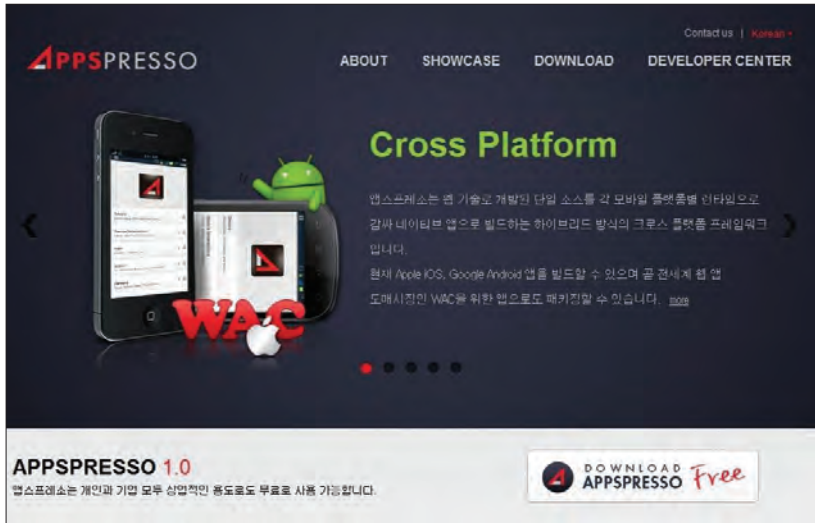 Contact us | Korean
APPSPRESSO
ABOUT SHOWCASE DOWNLOAD DEVELOPER CENTER
Cross Platform
앱스프레소는 웹 기술로 개발된 단일 소스를 각 모바일 플랫폼별 런타임으로
감싸 네이티브 앱으로 빌드하는 하이브리드 방식의 크로스 플랫폼 프레임워크
입니다.
현재 Apple iOS, Google Android 앱을 빌드할 수 있으며 곧 전세계 웹 앱
도매시장인 WAC을 위한 앱으로도 패키징할 수 있습니다. more
WAC
APPSPRESSO 1.0
앱스프레소는 개인과 기업 모두 상업적인 용도로도 무료로 사용 가능합니다.
DOWNLOAD
APPSPRESSO Free